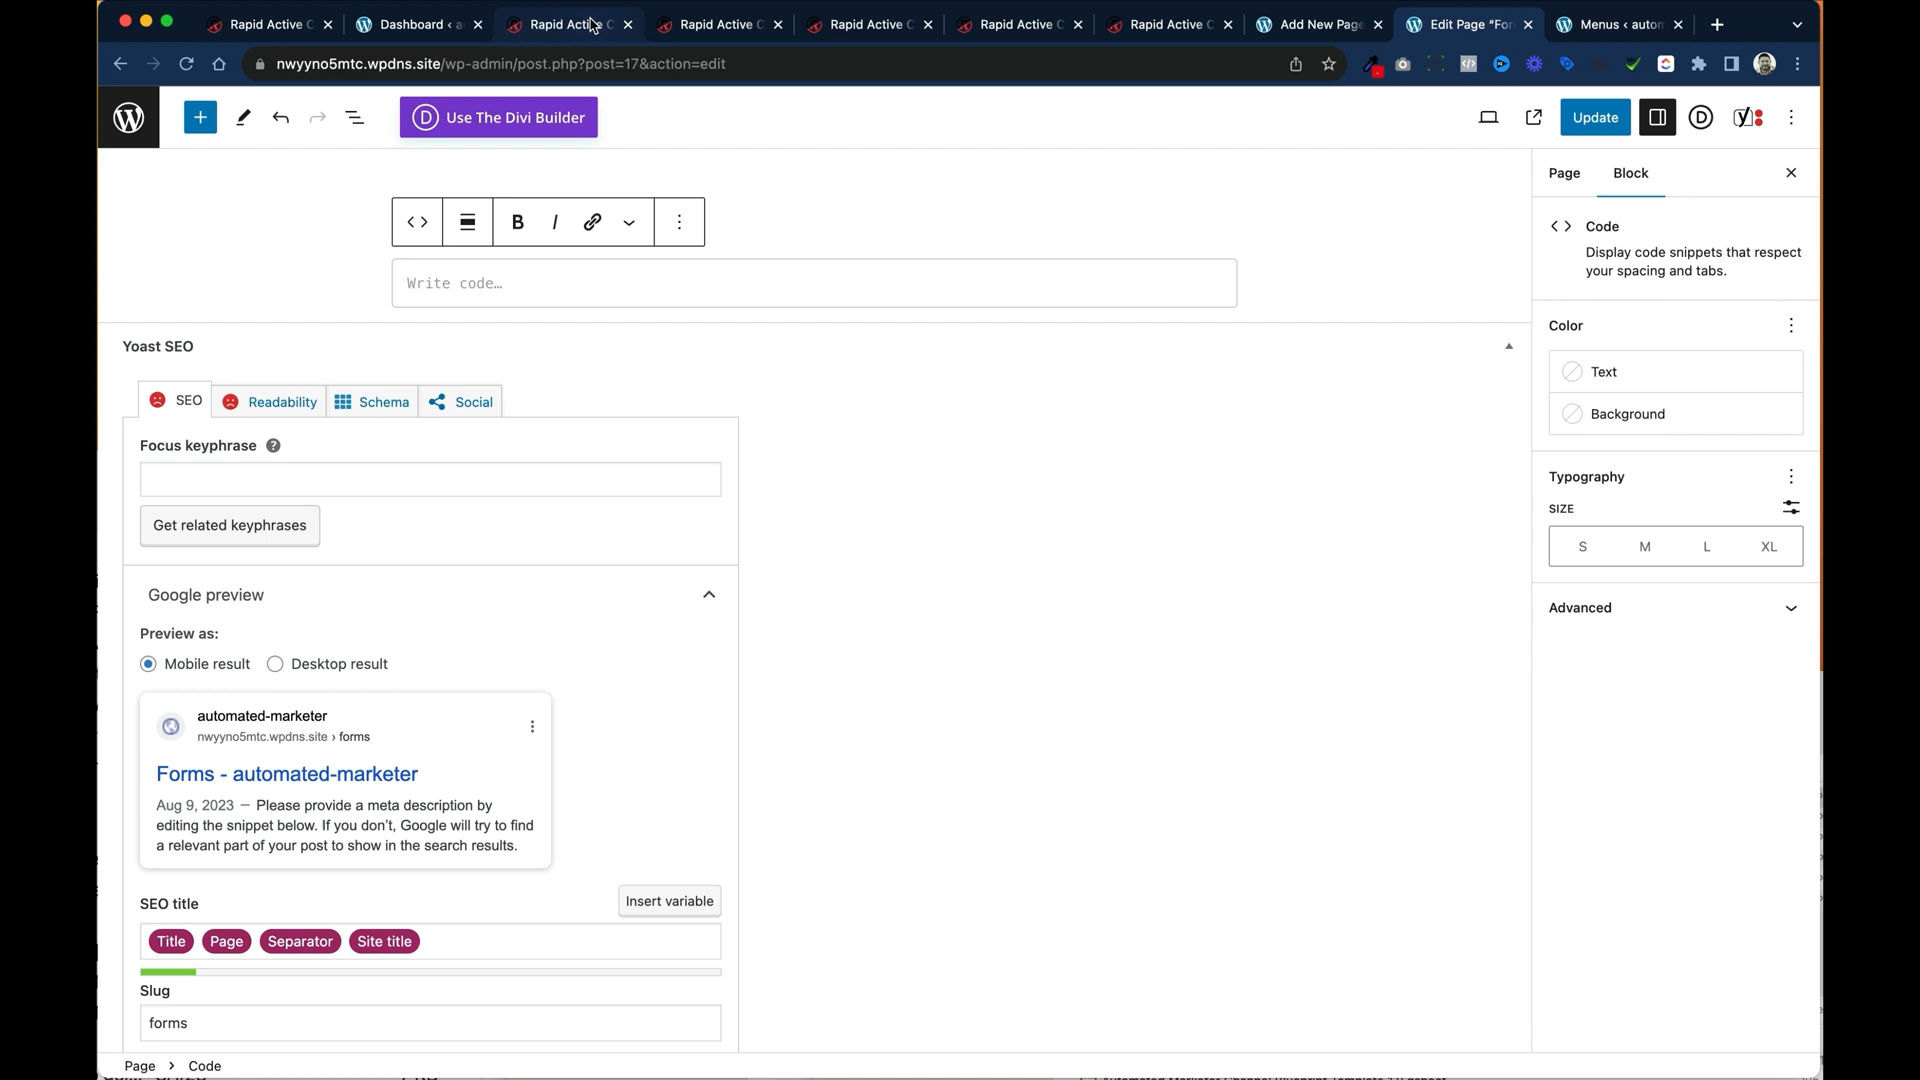 Rapid Active C
Dashboard ‹ a
Rapid Active C
Rapid Active C
Rapid Active C
Rapid Active C
Rapid Active C
Add New Page
Edit Page “For
Menus ‹ autom
nwyyno5mtc.wpdns.site/wp-admin/post.php?post=17&action=edit
Use The Divi Builder
Update
Page
Block
Code
Display code snippets that respect
your spacing and tabs.
B I
Write code…
Color
Text
Background
Typography
SIZE
S M L XL
Advanced
Yoast SEO
SEO
Readability
Schema
Social
Focus keyphrase
Get related keyphrases
Google preview
Preview as:
Mobile result
Desktop result
automated-marketer
nwyyno5mtc.wpdns.site › forms
Forms - automated-marketer
Aug 9, 2023 — Please provide a meta description by
editing the snippet below. If you don’t, Google will try to find
a relevant part of your post to show in the search results.
SEO title
Insert variable
Title Page Separator Site title
Slug
forms
Page › Code